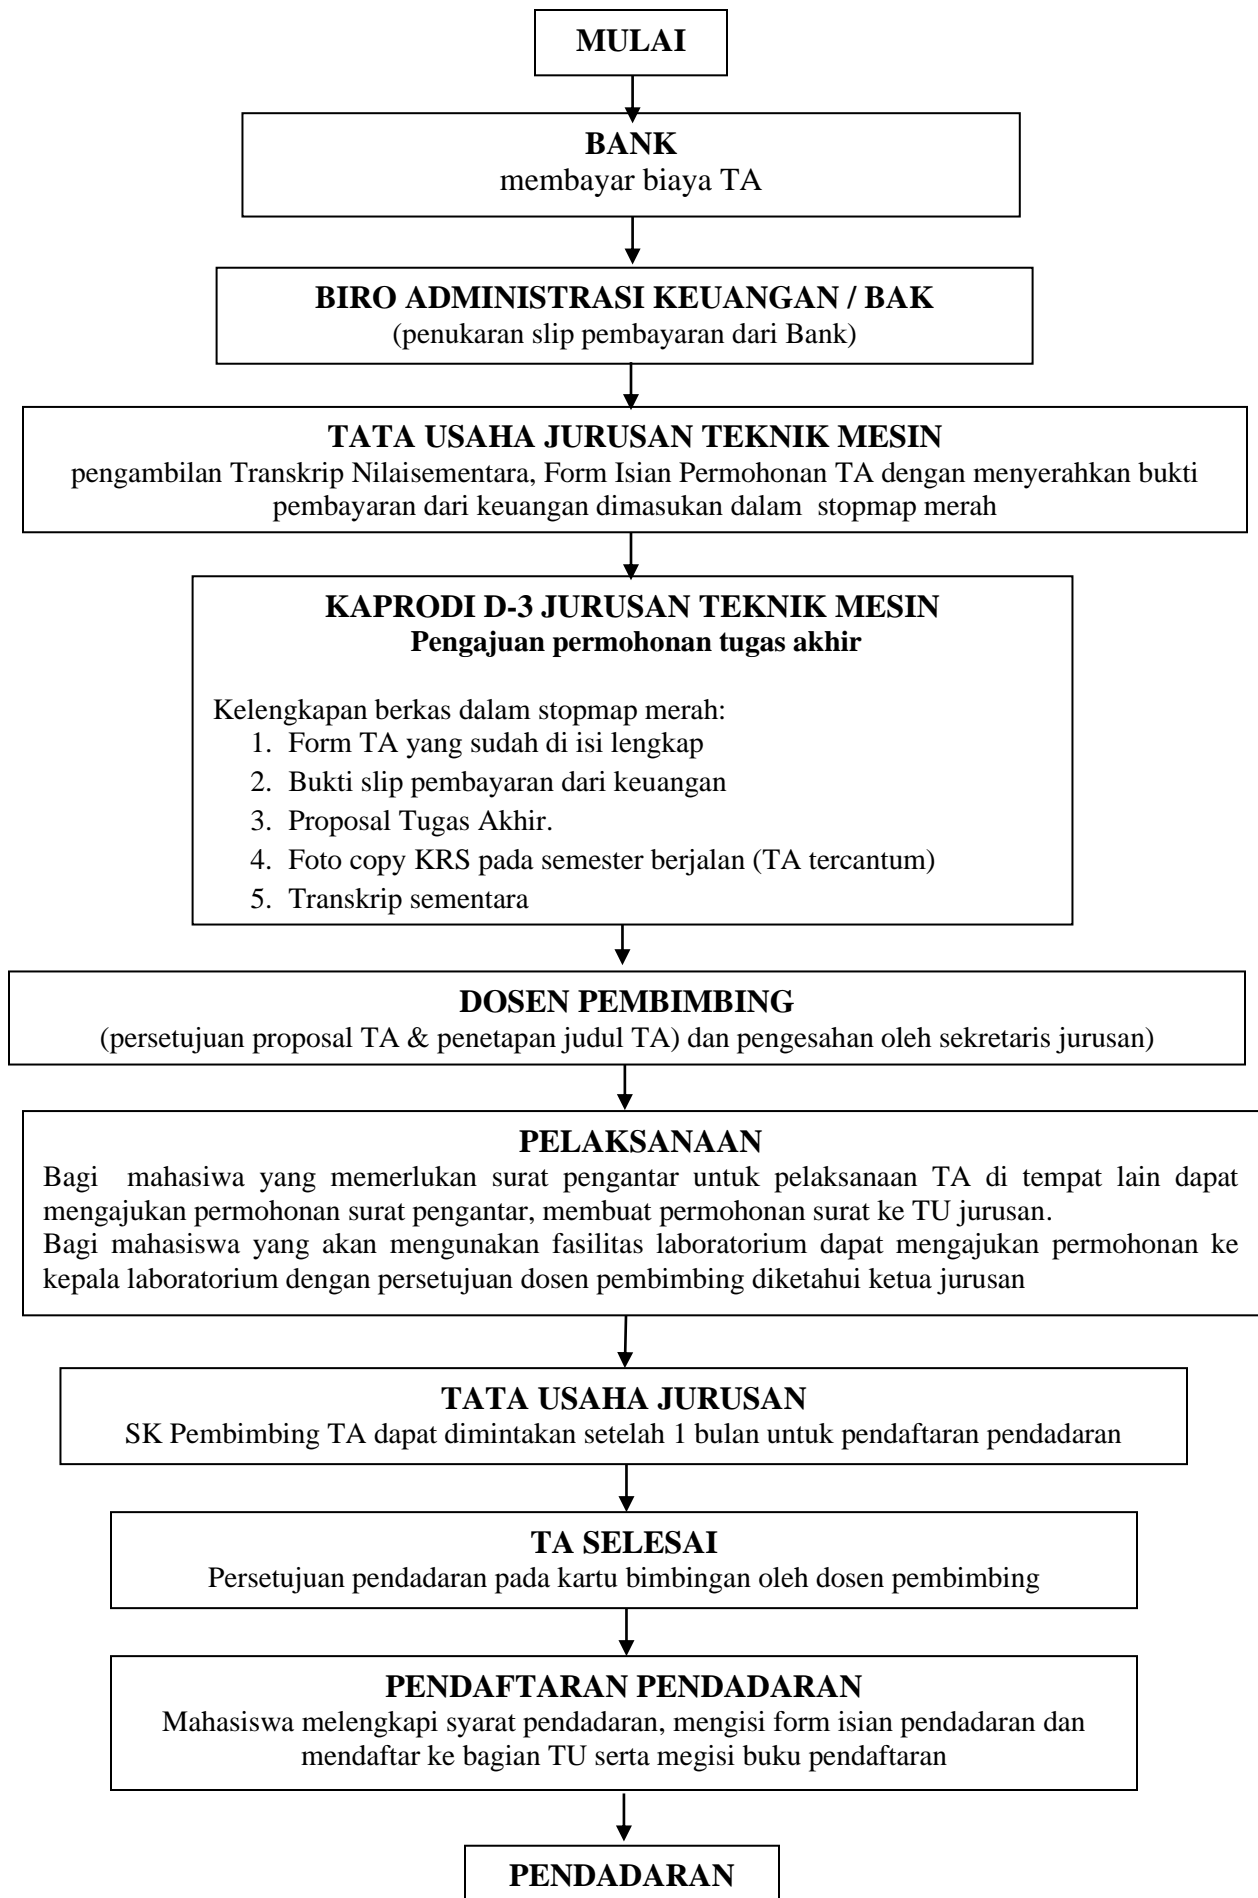 MULAI
BANK
membayar biaya TA
BIRO ADMINISTRASI KEUANGAN / BAK
(penukaran slip pembayaran dari Bank)
TATA USAHA JURUSAN TEKNIK MESIN
pengambilan Transkrip Nilaisementara, Form Isian Permohonan TA dengan menyerahkan bukti
pembayaran dari keuangan dimasukan dalam stopmap merah
KAPRODI D-3 JURUSAN TEKNIK MESIN
Pengajuan permohonan tugas akhir
Kelengkapan berkas dalam stopmap merah:
1. Form TA yang sudah di isi lengkap
2. Bukti slip pembayaran dari keuangan
3. Proposal Tugas Akhir.
4. Foto copy KRS pada semester berjalan (TA tercantum)
5. Transkrip sementara
DOSEN PEMBIMBING
(persetujuan proposal TA & penetapan judul TA) dan pengesahan oleh sekretaris jurusan)
PELAKSANAAN
Bagi mahasiwa yang memerlukan surat pengantar untuk pelaksanaan TA di tempat lain dapat
mengajukan permohonan surat pengantar, membuat permohonan surat ke TU jurusan.
Bagi mahasiswa yang akan mengunakan fasilitas laboratorium dapat mengajukan permohonan ke
kepala laboratorium dengan persetujuan dosen pembimbing diketahui ketua jurusan
TATA USAHA JURUSAN
SK Pembimbing TA dapat dimintakan setelah 1 bulan untuk pendaftaran pendadaran
TA SELESAI
Persetujuan pendadaran pada kartu bimbingan oleh dosen pembimbing
PENDAFTARAN PENDADARAN
Mahasiswa melengkapi syarat pendadaran, mengisi form isian pendadaran dan
mendaftar ke bagian TU serta megisi buku pendaftaran
PENDADARAN